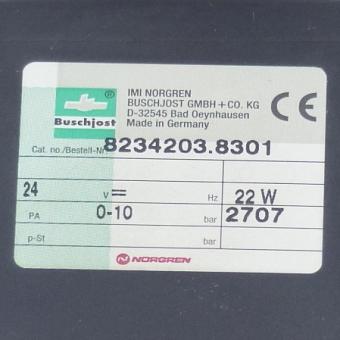 IMI NORGREN
BUSCHJOST GMBH + CO. KG
D-32545 Bad Oeynhausen
Made in Germany
® Buschjost
CE
Cat. no./Bestell-Nr. 8234203.8301
24 V Hz 22 W
PA 0-10 bar 2707
p-St bar
NORGREN